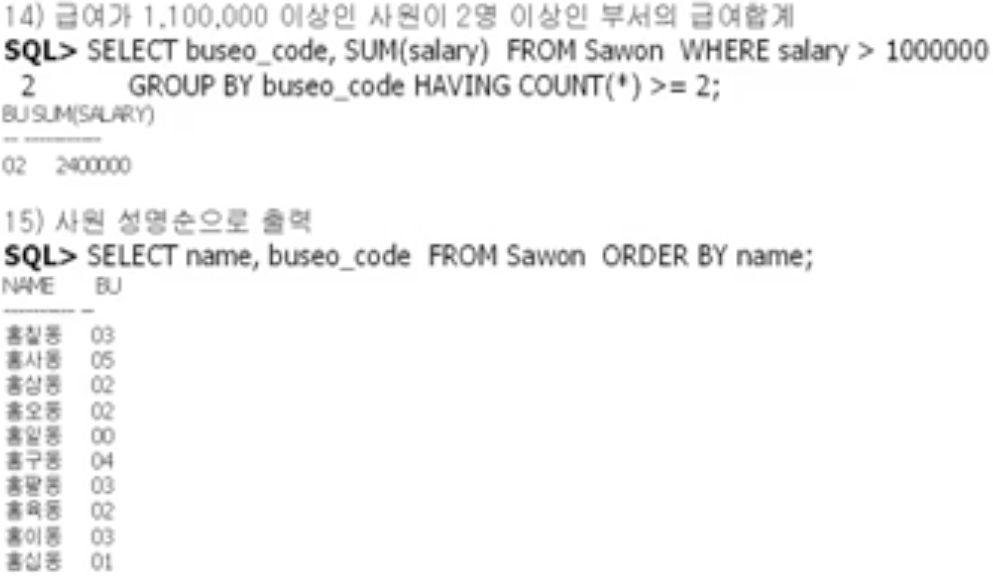 14) 급여가 1,100,000 이상인 사원이 2명 이상인 부서의 급여합계
SQL> SELECT buseo_code, SUM(salary) FROM Sawon WHERE salary > 1000000
2 GROUP BY buseo_code HAVING COUNT(*) >= 2;
BU SUM(SALARY)
-- -----------
02 2400000
15) 사원 성명순으로 출력
SQL> SELECT name, buseo_code FROM Sawon ORDER BY name;
NAME BU
---------- --
홍칠동 03
홍사동 05
홍삼동 02
홍오동 02
홍일동 00
홍구동 04
홍팔동 03
홍육동 02
홍이동 03
홍십동 01